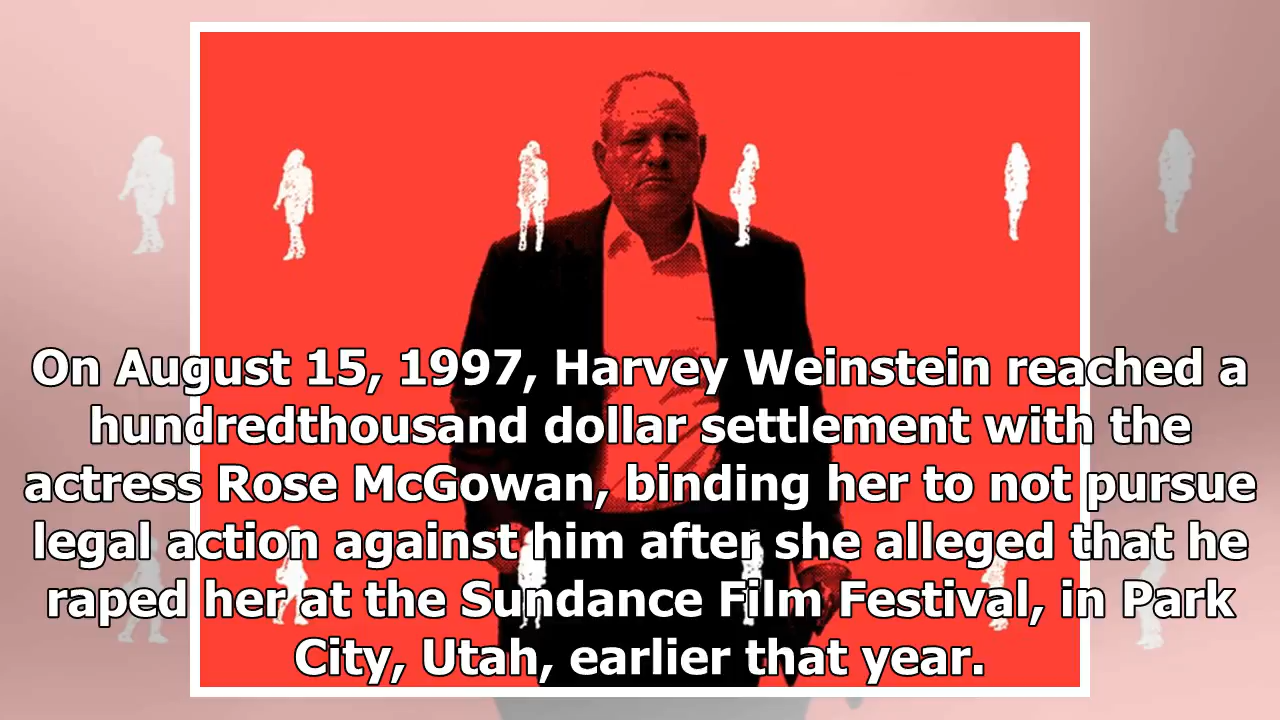 On August 15, 1997, Harvey Weinstein reached a
hundredthousand dollar settlement with the
actress Rose McGowan, binding her to not pursue
legal action against him after she alleged that he
raped her at the Sundance Film Festival, in Park
City, Utah, earlier that year.